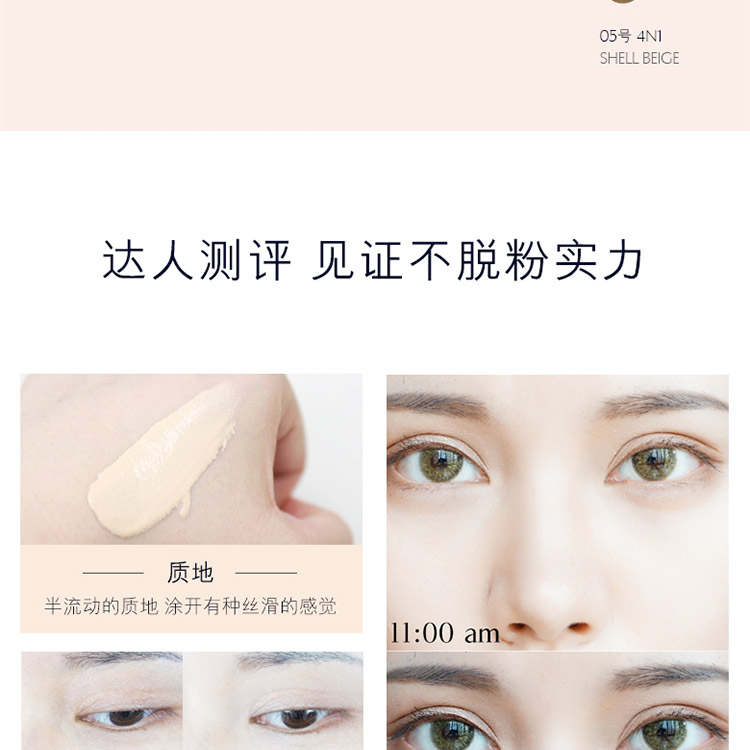 05号 4N1
SHELL BEIGE
达人测评 见证不脱粉实力
质地
半流动的质地 涂开有种丝滑的感觉
11:00 am